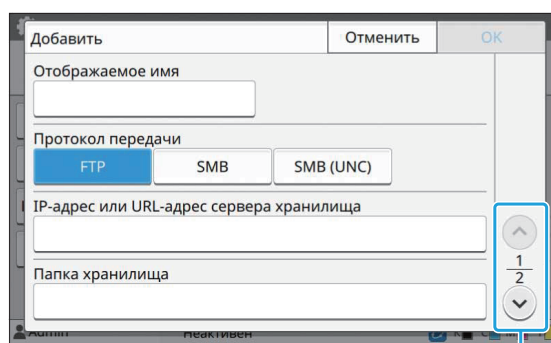 Добавить
Отменить
OK
Отображаемое имя
Протокол передачи
FTP
SMB
SMB (UNC)
IP-адрес или URL-адрес сервера хранилища
1
2
Папка хранилища
Admin
Неактивен